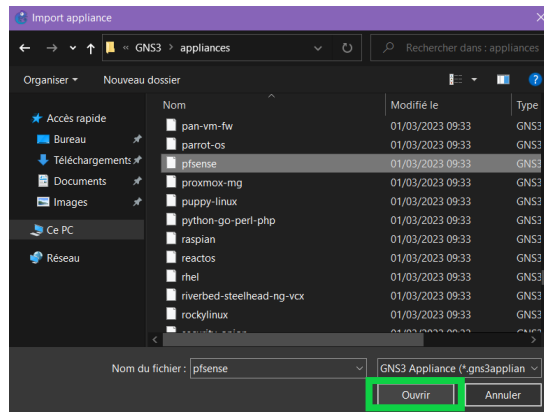 Import appliance
« GNS3 > appliances
Rechercher dans : appliances
Organiser
Nouveau dossier
Nom
Modifié le
Type
Accès rapide
Bureau
Téléchargements
Documents
Images
Ce PC
Réseau
pan-vm-fw 01/03/2023 09:33 GNS3
parrot-os 01/03/2023 09:33 GNS3
pfsense 01/03/2023 09:33 GNS3
proxmox-mg 01/03/2023 09:33 GNS3
puppy-linux 01/03/2023 09:33 GNS3
python-go-perl-php 01/03/2023 09:33 GNS3
raspian 01/03/2023 09:33 GNS3
reactos 01/03/2023 09:33 GNS3
rhel 01/03/2023 09:33 GNS3
riverbed-steelhead-ng-vcx 01/03/2023 09:33 GNS3
rockylinux 01/03/2023 09:33 GNS3
Nom du fichier : pfsense
GNS3 Appliance (*.gns3applian
Ouvrir
Annuler